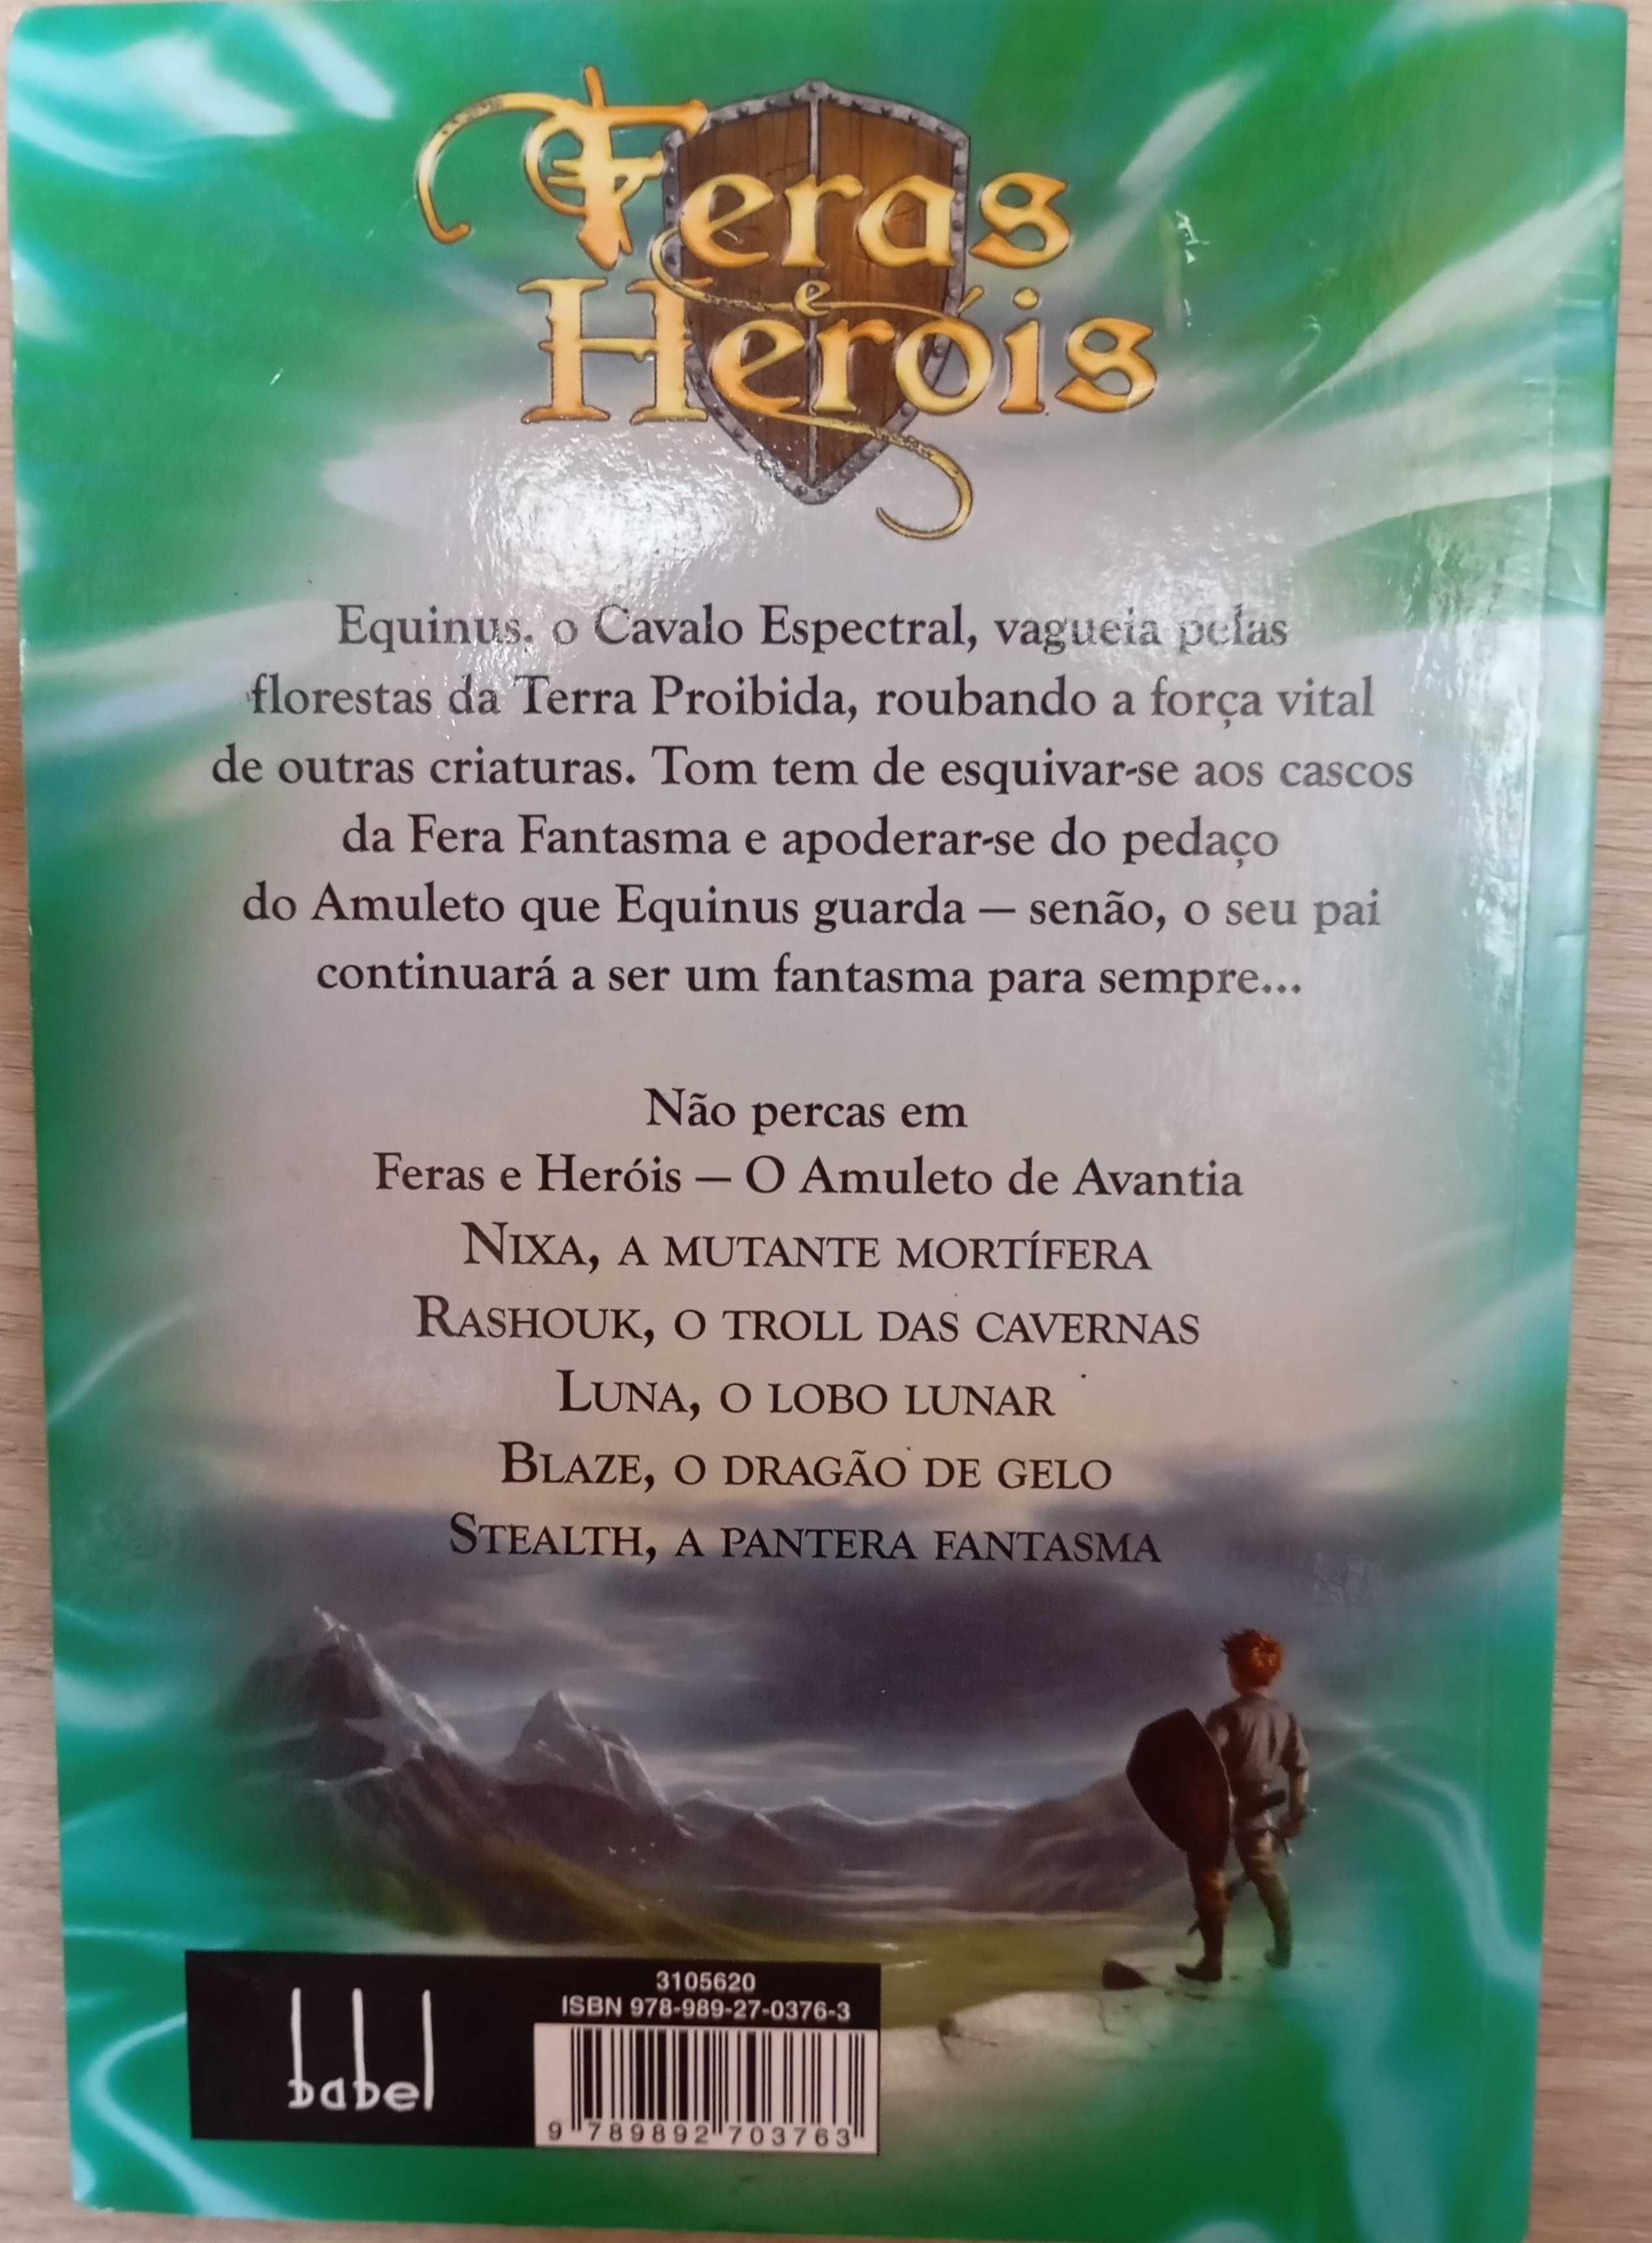 Feras
e
Heróis
Equinus, o Cavalo Espectral, vagueia pelas
florestas da Terra Proibida, roubando a força vital
de outras criaturas. Tom tem de esquivar-se aos cascos
da Fera Fantasma e apoderar-se do pedaço
do Amuleto que Equinus guarda — senão, o seu pai
continuará a ser um fantasma para sempre...
Não percas em
Feras e Heróis — O Amuleto de Avantia
NIXA, A MUTANTE MORTÍFERA
RASHOUK, O TROLL DAS CAVERNAS
LUNA, O LOBO LUNAR
BLAZE, O DRAGÃO DE GELO
STEALTH, A PANTERA FANTASMA
babel
3105620
ISBN 978-989-27-0376-3
9 789892 703763